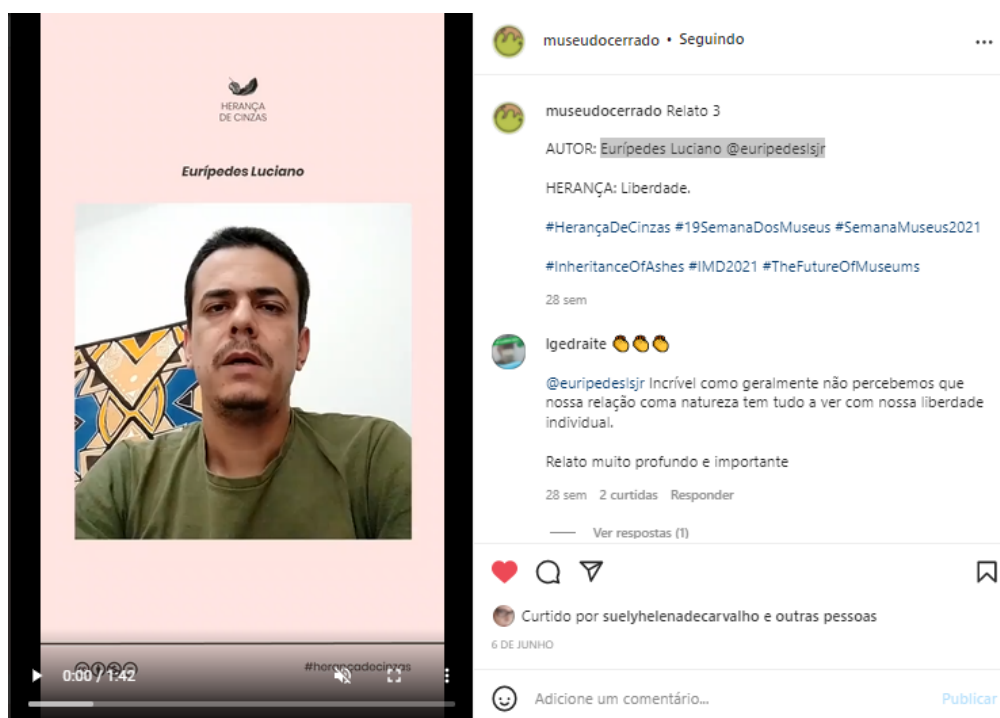 HERANÇA
DE CINZAS
Eurípedes Luciano
0:00 / 1:42
#herançadecinzas
museudocerrado • Seguindo
museudocerrado Relato 3
AUTOR: Eurípedes Luciano @euripedeslsjr
HERANÇA: Liberdade.
#HerançaDeCinzas #19SemanaDosMuseus #SemanaMuseus2021
#InheritanceOfAshes #IMD2021 #TheFutureOfMuseums
28 sem
lgedraite 👏👏👏
@euripedeslsjr Incrível como geralmente não percebemos que
nossa relação coma natureza tem tudo a ver com nossa liberdade
individual.
Relato muito profundo e importante
28 sem 2 curtidas Responder
Ver respostas (1)
Curtido por suelyhelenadecarvalho e outras pessoas
6 DE JUNHO
Adicione um comentário...
Publicar